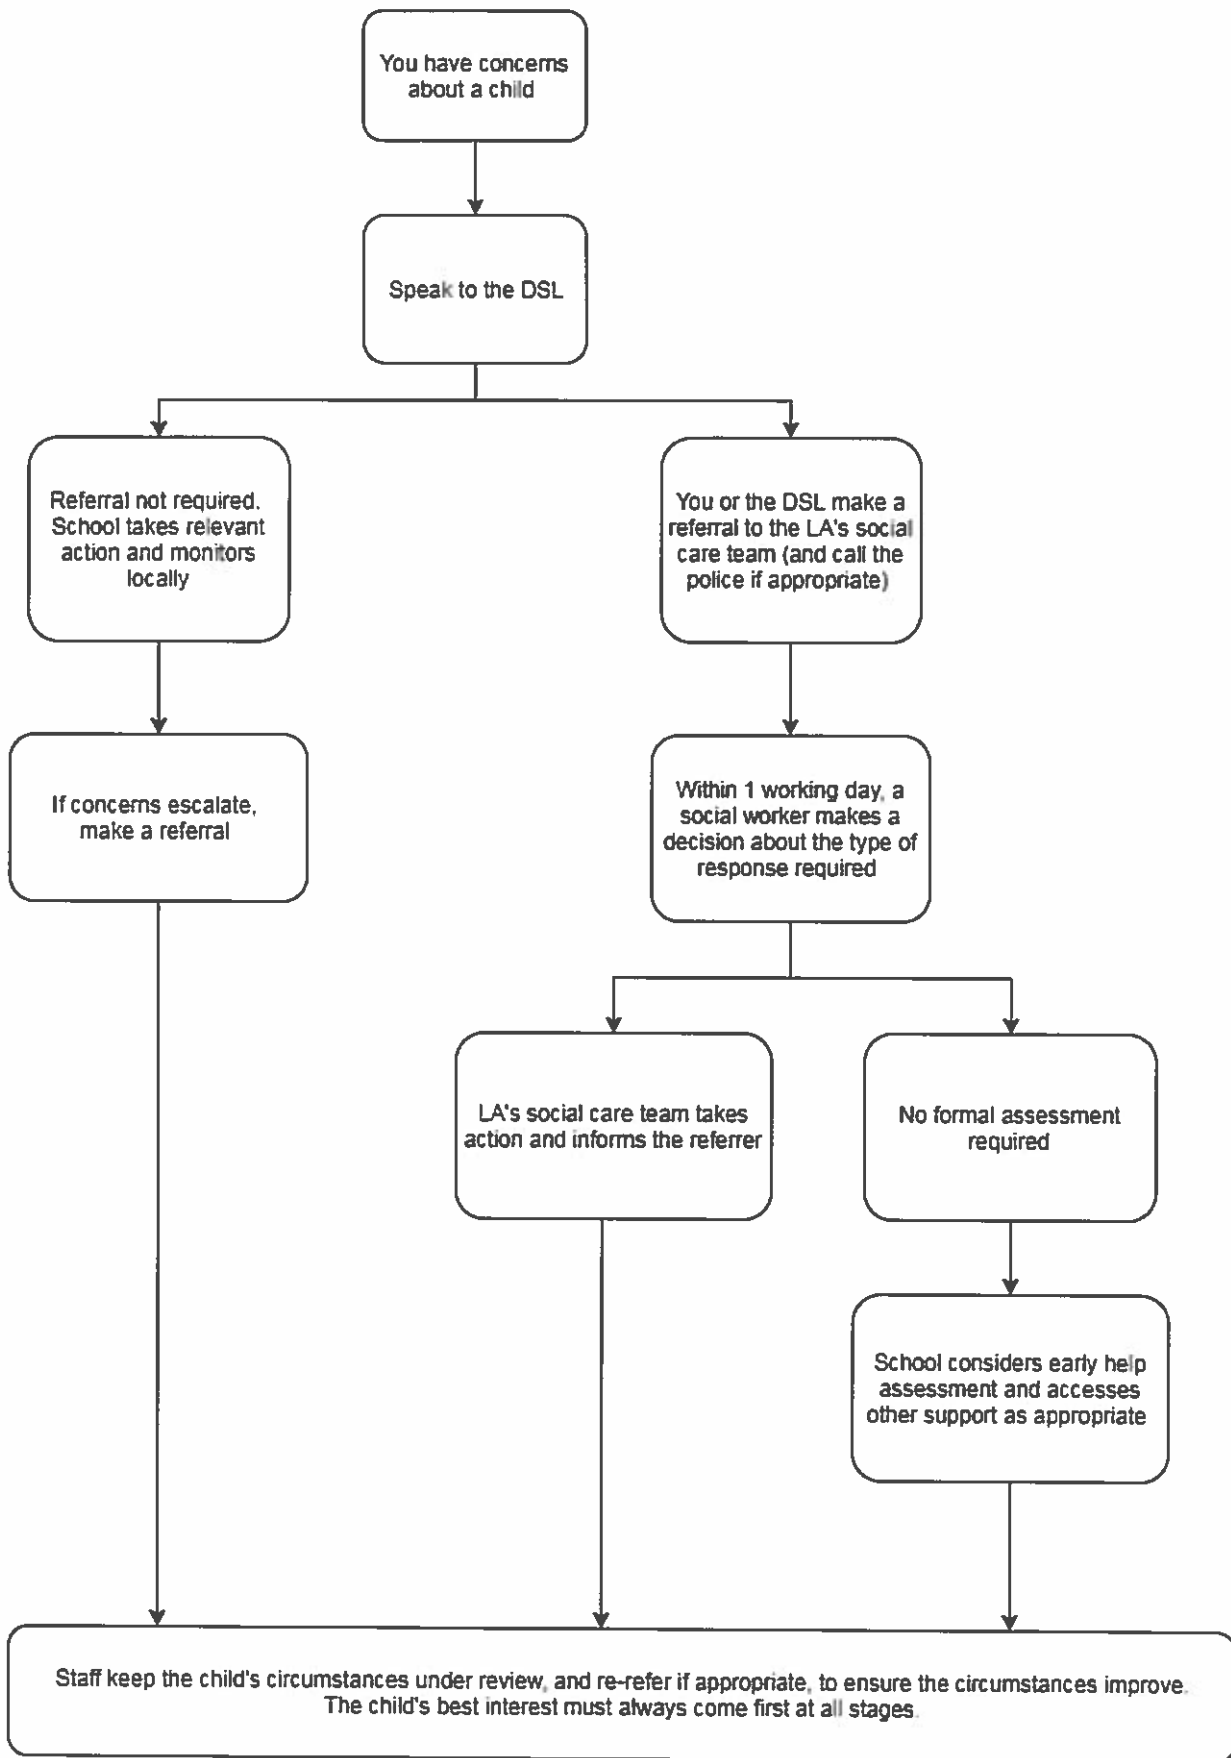 You have concerns
about a child
Speak to the DSL
Referral not required.
School takes relevant
action and monitors
locally
You or the DSL make a
referral to the LA's social
care team (and call the
police if appropriate)
If concerns escalate,
make a referral
Within 1 working day, a
social worker makes a
decision about the type of
response required
LA's social care team takes
action and informs the referrer
No formal assessment
required
School considers early help
assessment and accesses
other support as appropriate
Staff keep the child's circumstances under review, and re-refer if appropriate, to ensure the circumstances improve.
The child's best interest must always come first at all stages.